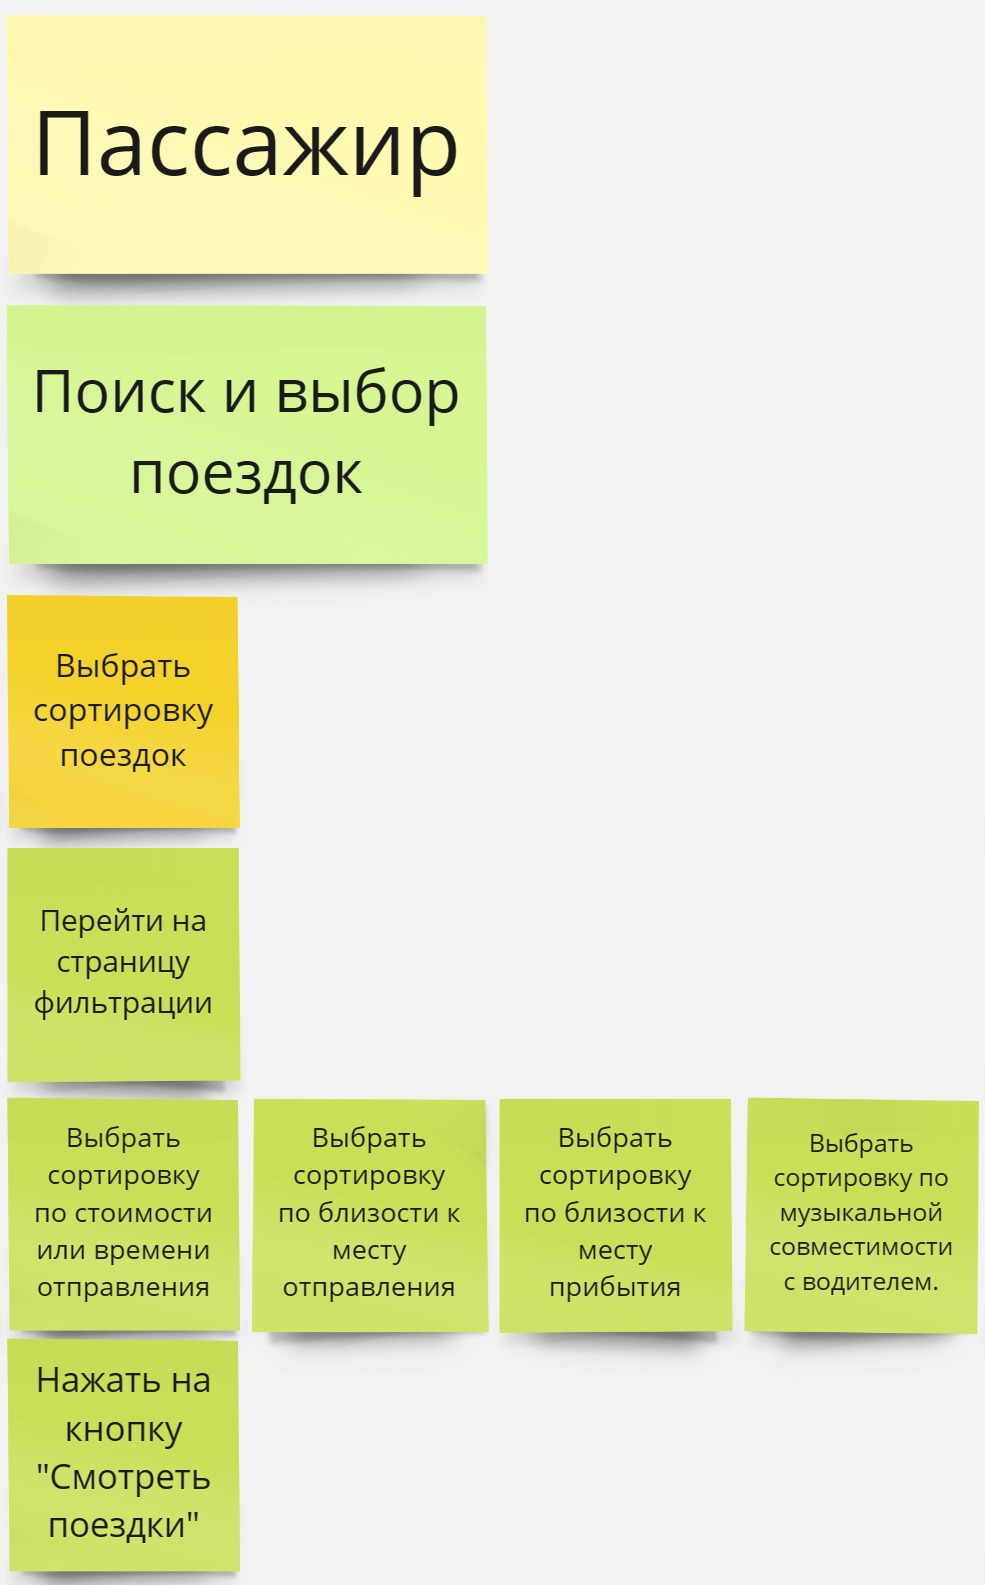 Пассажир
Поиск и выбор
поездок
Выбрать
сортировку
поездок
Перейти на
страницу
фильтрации
Выбрать
сортировку
по стоимости
или времени
отправления
Выбрать
сортировку
по близости к
месту
отправления
Выбрать
сортировку
по близости к
месту
прибытия
Выбрать
сортировку по
музыкальной
совместимости
с водителем.
Нажать на
кнопку
"Смотреть
поездки"